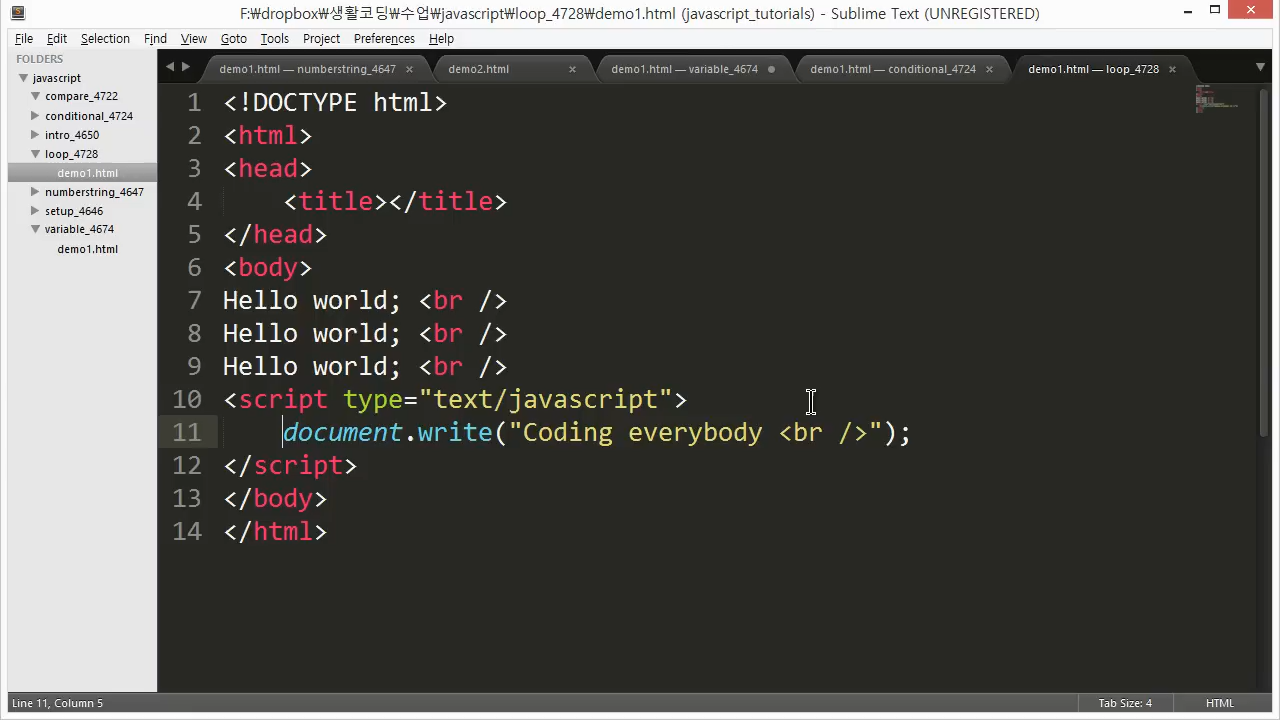 F:₩dropbox₩생활코딩₩수업₩javascript₩loop_4728₩demo1.html (javascript_tutorials) - Sublime Text (UNREGISTERED)
File Edit Selection Find View Goto Tools Project Preferences Help
FOLDERS
javascript
compare_4722
conditional_4724
intro_4650
loop_4728
demo1.html
numberstring_4647
setup_4646
variable_4674
demo1.html
demo1.html — numberstring_4647 demo2.html demo1.html — variable_4674 demo1.html — conditional_4724 demo1.html — loop_4728
1 <!DOCTYPE html>
2 <html>
3 <head>
4     <title></title>
5 </head>
6 <body>
7 Hello world; <br />
8 Hello world; <br />
9 Hello world; <br />
10 <script type="text/javascript">
11     document.write("Coding everybody <br />");
12 </script>
13 </body>
14 </html>
Line 11, Column 5 Tab Size: 4 HTML